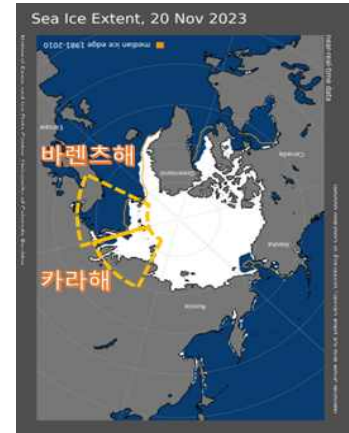 Sea Ice Extent, 20 Nov 2023
median ice edge 1981-2010
near-real-time data
Europe
바렌츠해
Greenland
Canada
카라해
Alaska
Russia